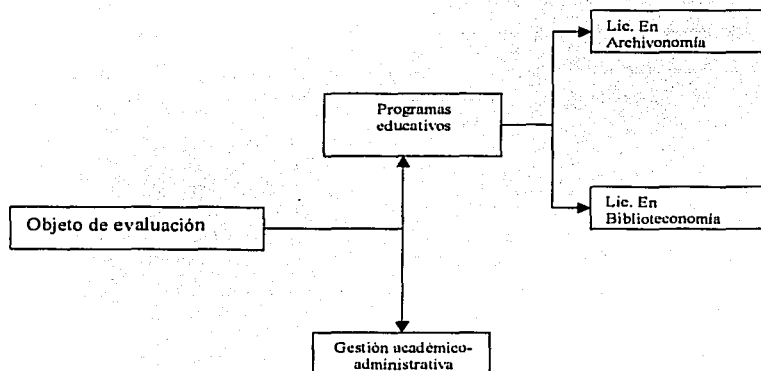 Lic. En
Archivonomía
Programas
educativos
Lic. En
Biblioteconomía
Objeto de evaluación
Gestión académico-
administrativa